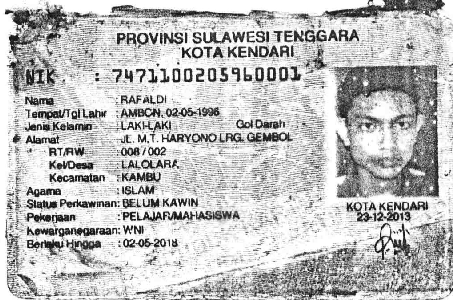 PROVINSI SULAWESI TENGGARA
KOTA KENDARI
NIK : 7471100205960001
Nama : RAFALDI
Tempat/Tgl Lahir : AMBON, 02-05-1996
Jenis Kelamin : LAKI-LAKI Gol Darah
Alamat : JL. M.T. HARYONO LRG. GEMBOL
RT/RW : 008 / 002
Kel/Desa : LALOLARA
Kecamatan : KAMBU
Agama : ISLAM
Status Perkawinan: BELUM KAWIN
Pekerjaan : PELAJAR/MAHASISWA
Kewarganegaraan: WNI
Berlaku Hingga : 02-05-2018
KOTA KENDARI
23-12-2013